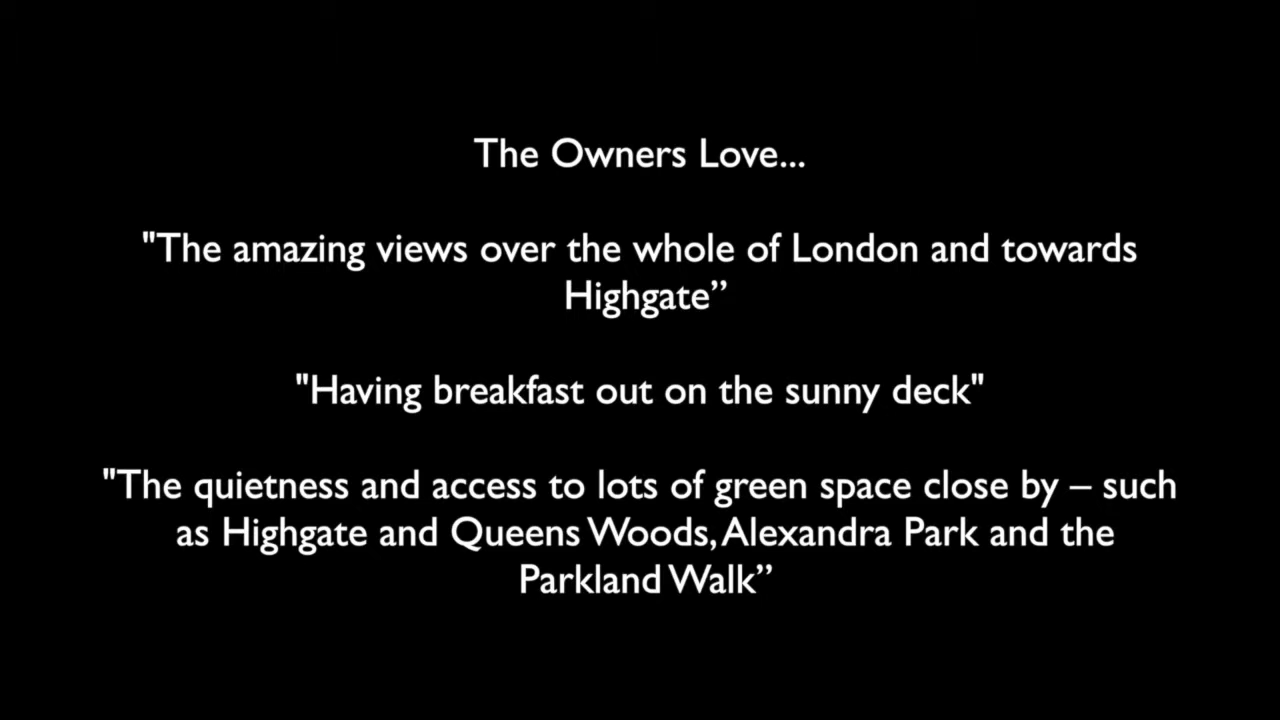 The Owners Love...
"The amazing views over the whole of London and towards
Highgate”
"Having breakfast out on the sunny deck"
"The quietness and access to lots of green space close by – such
as Highgate and Queens Woods, Alexandra Park and the
Parkland Walk”